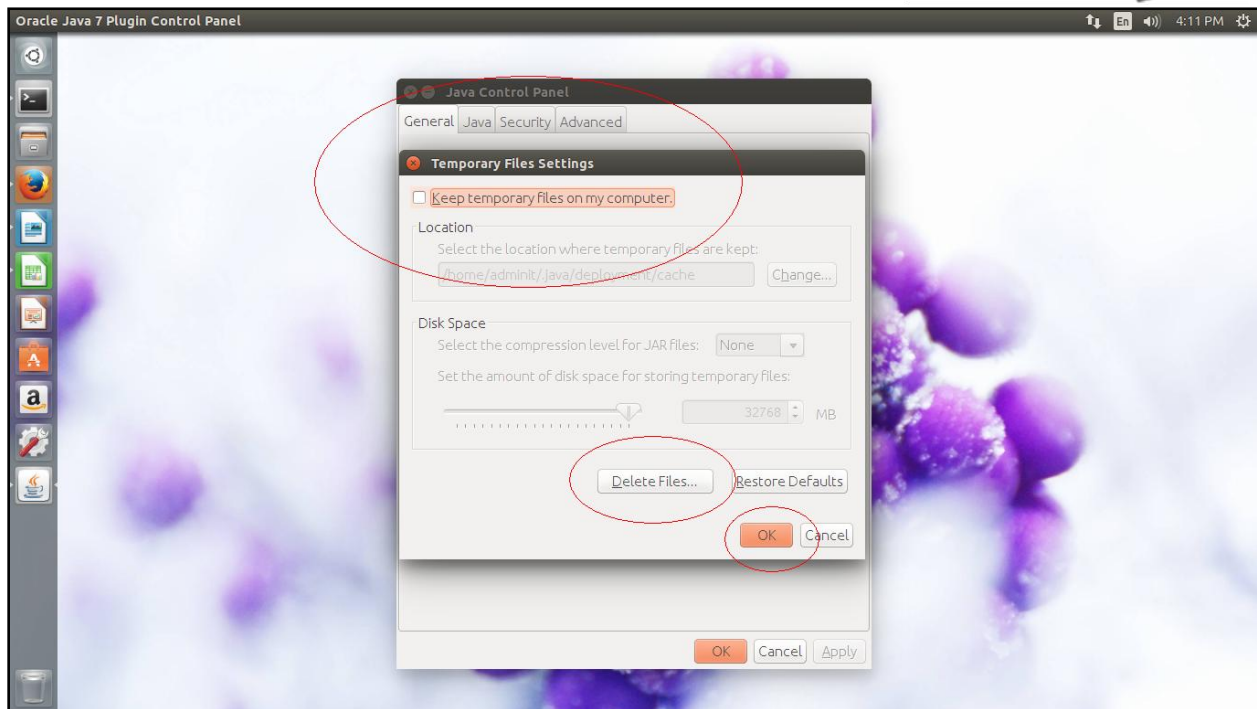 Oracle Java 7 Plugin Control Panel
En
4:11 PM
Java Control Panel
General Java Security Advanced
Temporary Files Settings
Keep temporary files on my computer.
Location
Select the location where temporary files are kept:
/home/adminit/.java/deployment/cache Change...
Disk Space
Select the compression level for JAR files: None
Set the amount of disk space for storing temporary files:
32768 MB
Delete Files... Restore Defaults
OK Cancel
OK Cancel Apply
>_
A
a